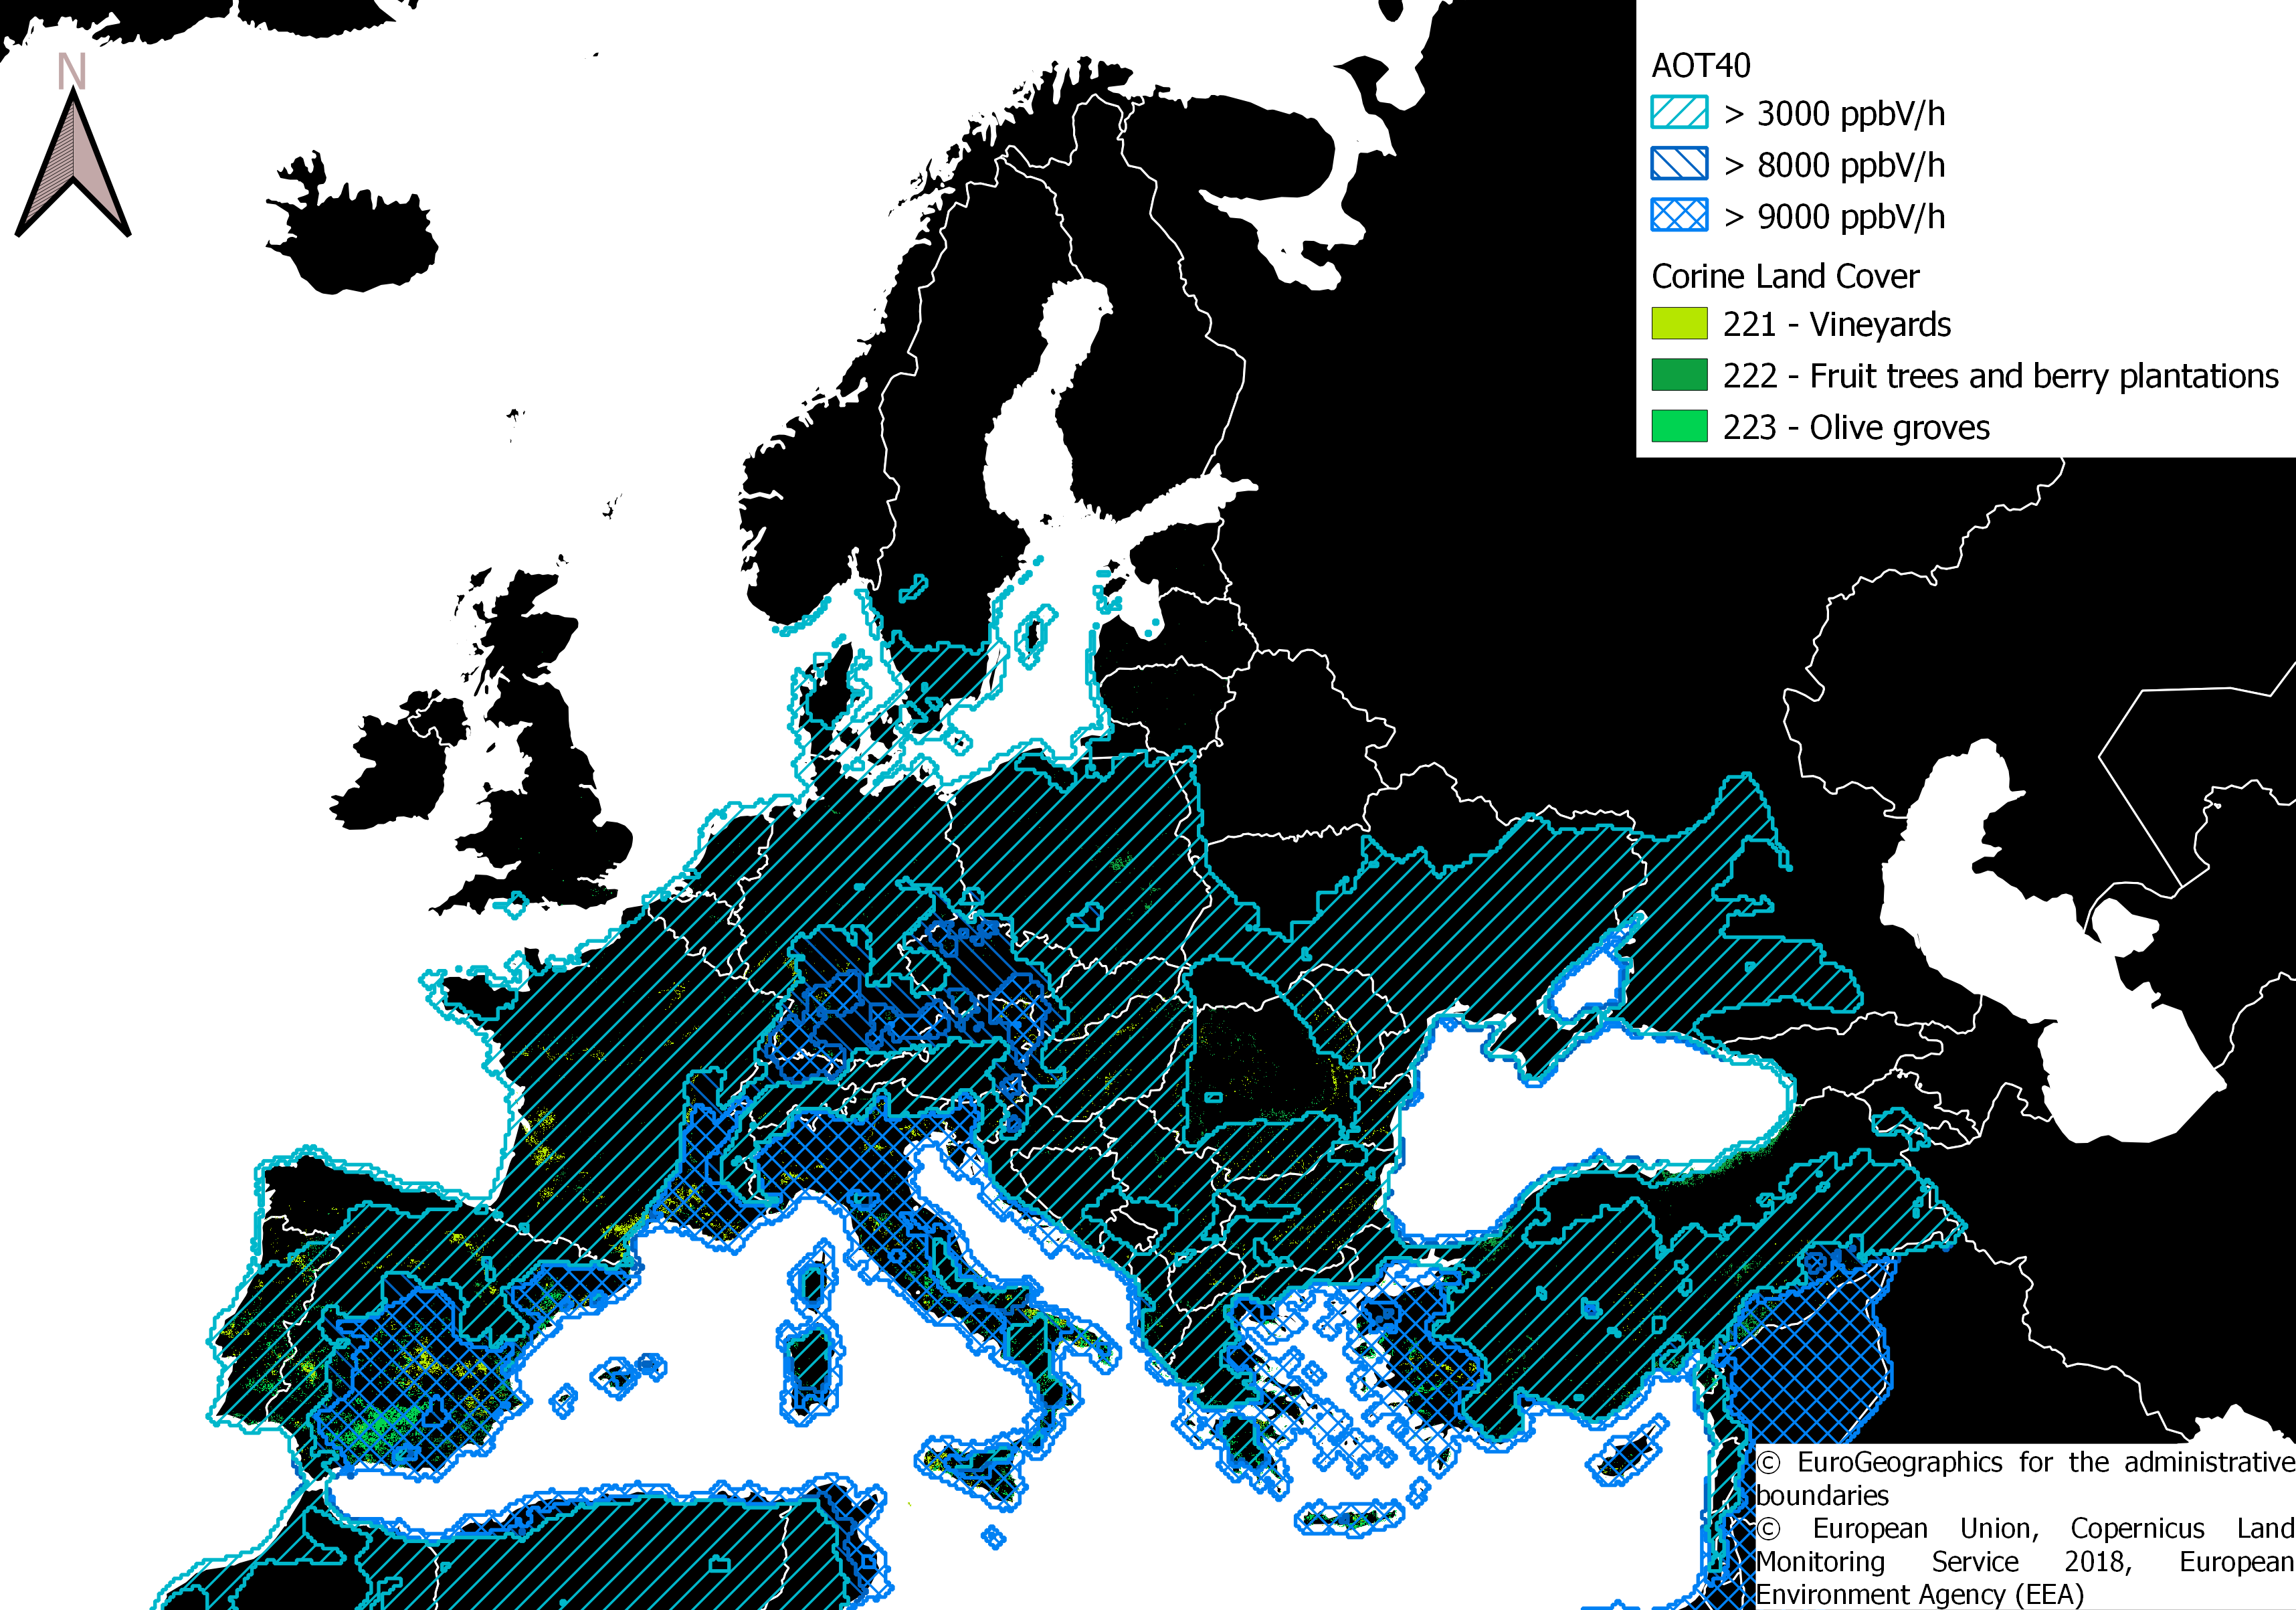 N
AOT40
> 3000 ppbV/h
> 8000 ppbV/h
> 9000 ppbV/h
Corine Land Cover
221 - Vineyards
222 - Fruit trees and berry plantations
223 - Olive groves
© EuroGeographics for the administrative
boundaries
© European Union, Copernicus Land
Monitoring Service 2018, European
Environment Agency (EEA)